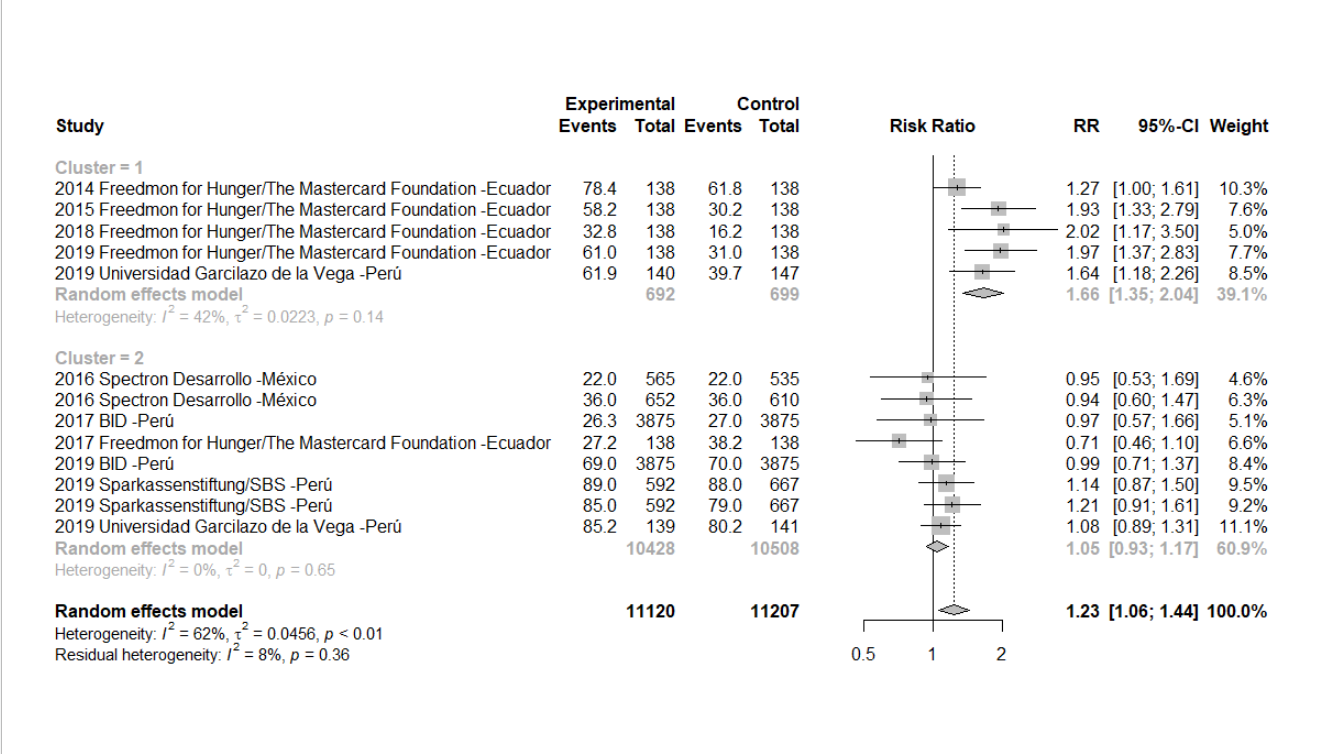 Experimental Control
Study Events Total Events Total Risk Ratio RR 95%-CI Weight
Cluster = 1
2014 Freedmon for Hunger/The Mastercard Foundation -Ecuador 78.4 138 61.8 138 1.27 [1.00; 1.61] 10.3%
2015 Freedmon for Hunger/The Mastercard Foundation -Ecuador 58.2 138 30.2 138 1.93 [1.33; 2.79] 7.6%
2018 Freedmon for Hunger/The Mastercard Foundation -Ecuador 32.8 138 16.2 138 2.02 [1.17; 3.50] 5.0%
2019 Freedmon for Hunger/The Mastercard Foundation -Ecuador 61.0 138 31.0 138 1.97 [1.37; 2.83] 7.7%
2019 Universidad Garcilazo de la Vega -Perú 61.9 140 39.7 147 1.64 [1.18; 2.26] 8.5%
Random effects model 692 699 1.66 [1.35; 2.04] 39.1%
Heterogeneity: I² = 42%, τ² = 0.0223, p = 0.14
Cluster = 2
2016 Spectron Desarrollo -México 22.0 565 22.0 535 0.95 [0.53; 1.69] 4.6%
2016 Spectron Desarrollo -México 36.0 652 36.0 610 0.94 [0.60; 1.47] 6.3%
2017 BID -Perú 26.3 3875 27.0 3875 0.97 [0.57; 1.66] 5.1%
2017 Freedmon for Hunger/The Mastercard Foundation -Ecuador 27.2 138 38.2 138 0.71 [0.46; 1.10] 6.6%
2019 BID -Perú 69.0 3875 70.0 3875 0.99 [0.71; 1.37] 8.4%
2019 Sparkassenstiftung/SBS -Perú 89.0 592 88.0 667 1.14 [0.87; 1.50] 9.5%
2019 Sparkassenstiftung/SBS -Perú 85.0 592 79.0 667 1.21 [0.91; 1.61] 9.2%
2019 Universidad Garcilazo de la Vega -Perú 85.2 139 80.2 141 1.08 [0.89; 1.31] 11.1%
Random effects model 10428 10508 1.05 [0.93; 1.17] 60.9%
Heterogeneity: I² = 0%, τ² = 0, p = 0.65
Random effects model 11120 11207 1.23 [1.06; 1.44] 100.0%
Heterogeneity: I² = 62%, τ² = 0.0456, p < 0.01
Residual heterogeneity: I² = 8%, p = 0.36
0.5 1 2